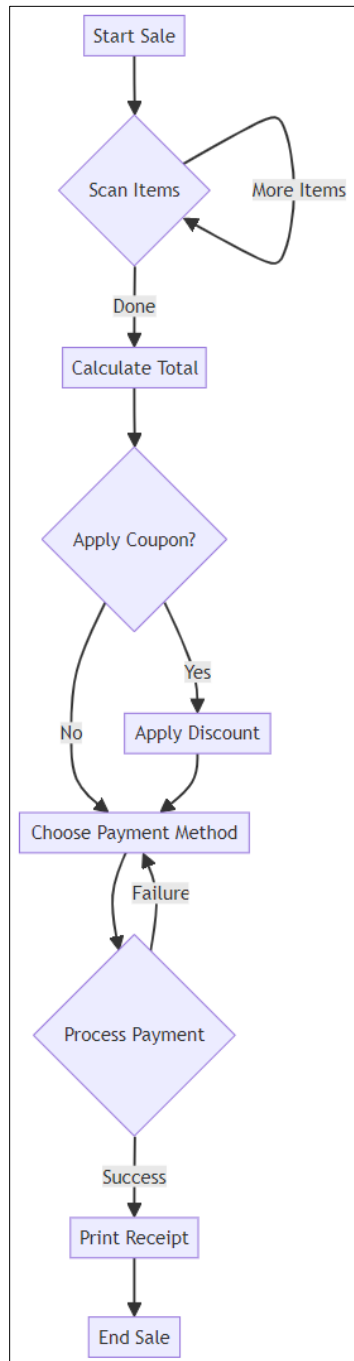 Start Sale
Scan Items
More Items
Done
Calculate Total
Apply Coupon?
Yes
No
Apply Discount
Choose Payment Method
Failure
Process Payment
Success
Print Receipt
End Sale